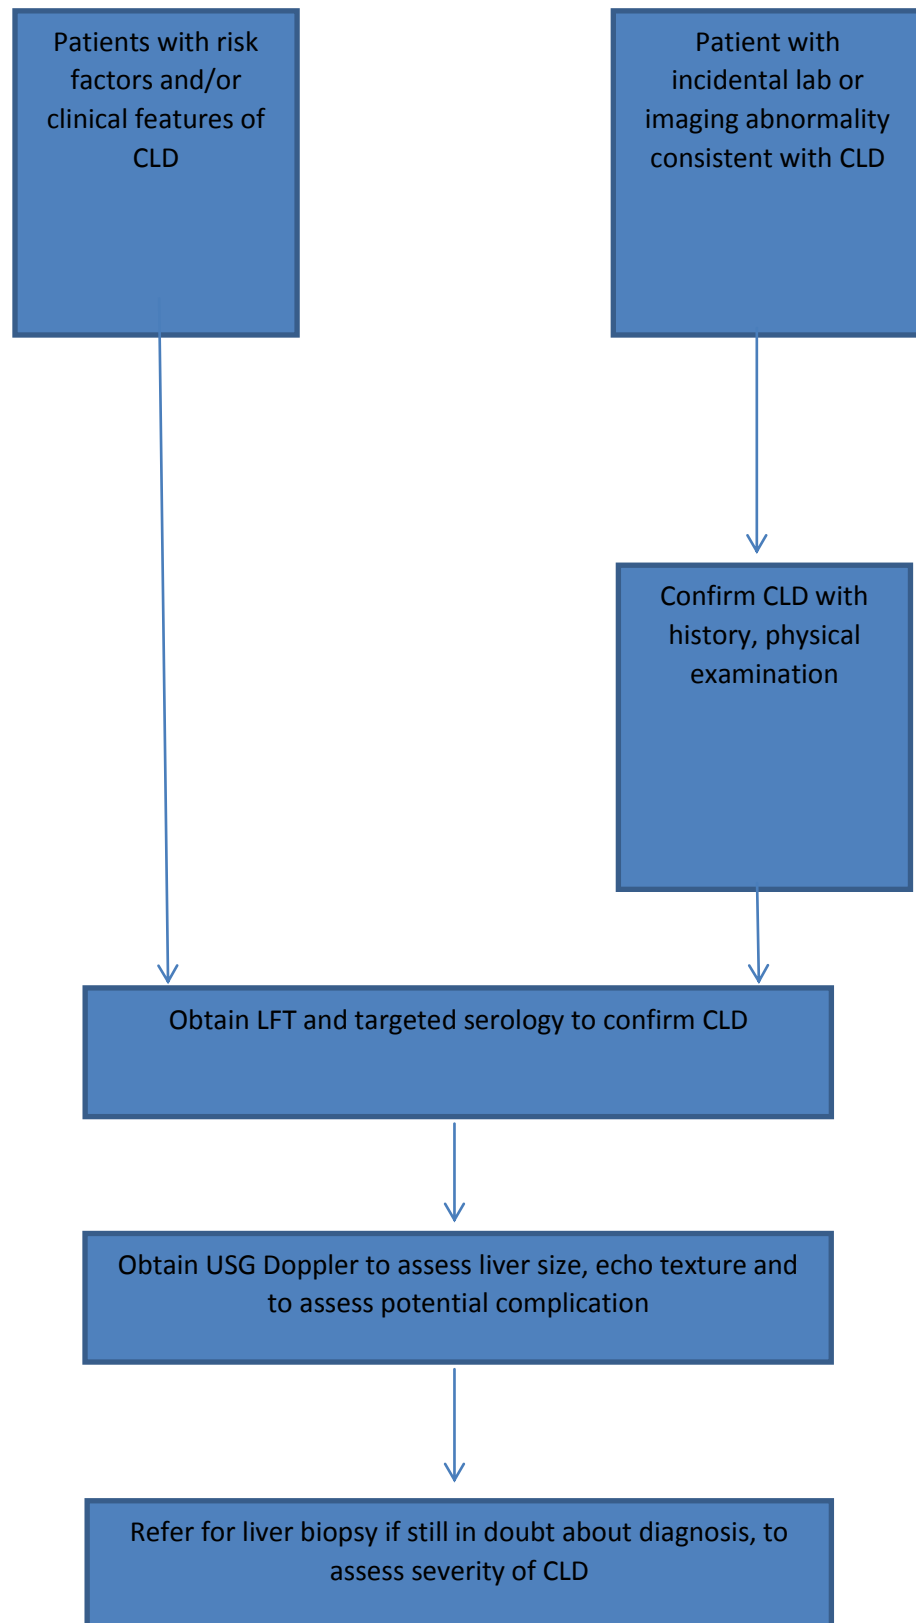 Patients with risk
factors and/or
clinical features of
CLD
Patient with
incidental lab or
imaging abnormality
consistent with CLD
Confirm CLD with
history, physical
examination
Obtain LFT and targeted serology to confirm CLD
Obtain USG Doppler to assess liver size, echo texture and
to assess potential complication
Refer for liver biopsy if still in doubt about diagnosis, to
assess severity of CLD